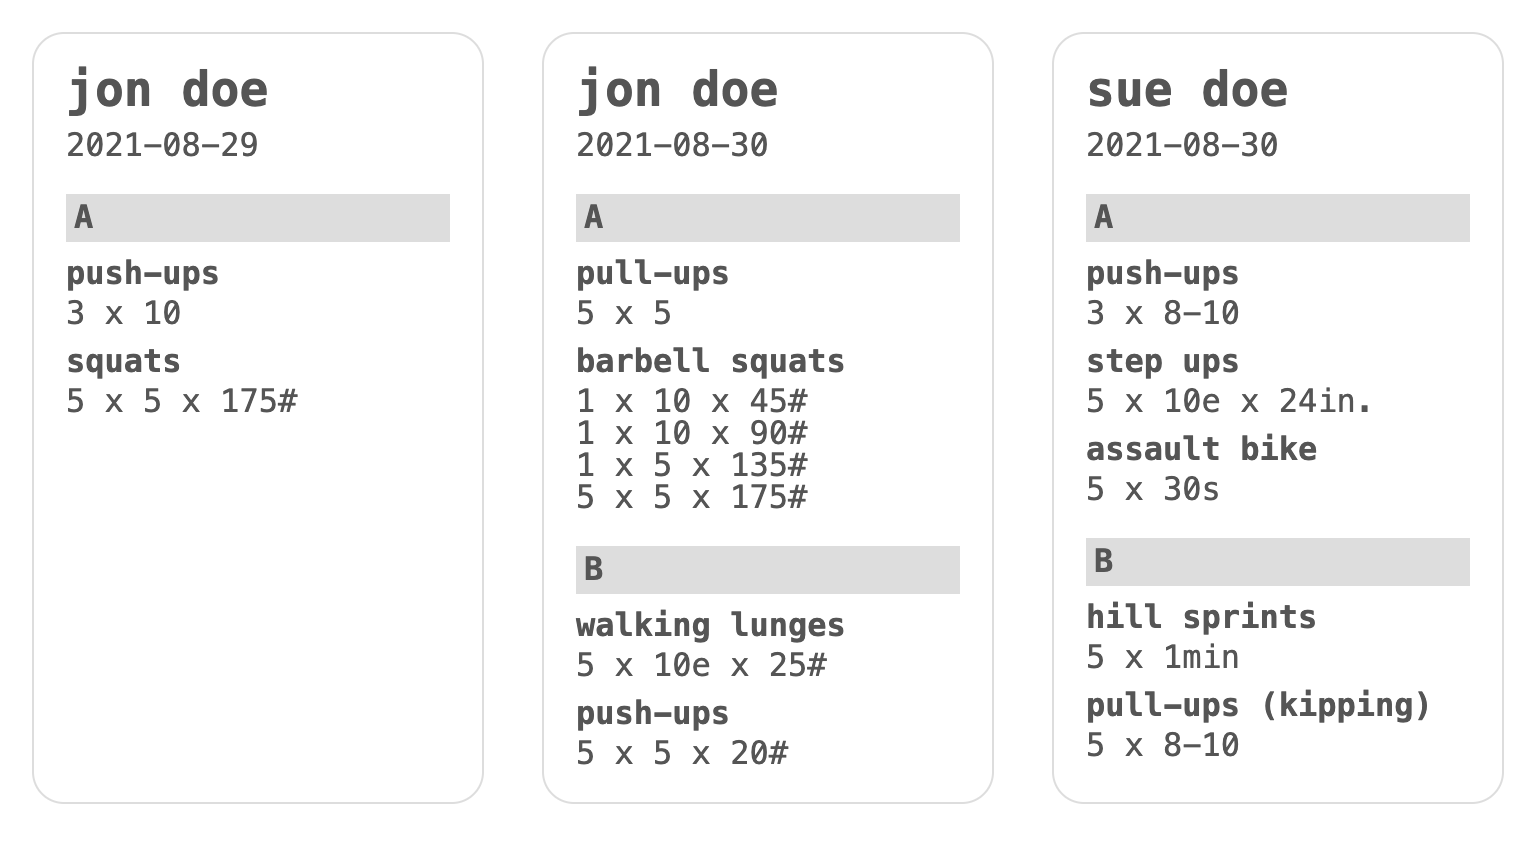 jon doe
2021-08-29
A
push-ups
3 x 10
squats
5 x 5 x 175#
jon doe
2021-08-30
A
pull-ups
5 x 5
barbell squats
1 x 10 x 45#
1 x 10 x 90#
1 x 5 x 135#
5 x 5 x 175#
B
walking lunges
5 x 10e x 25#
push-ups
5 x 5 x 20#
sue doe
2021-08-30
A
push-ups
3 x 8-10
step ups
5 x 10e x 24in.
assault bike
5 x 30s
B
hill sprints
5 x 1min
pull-ups (kipping)
5 x 8-10